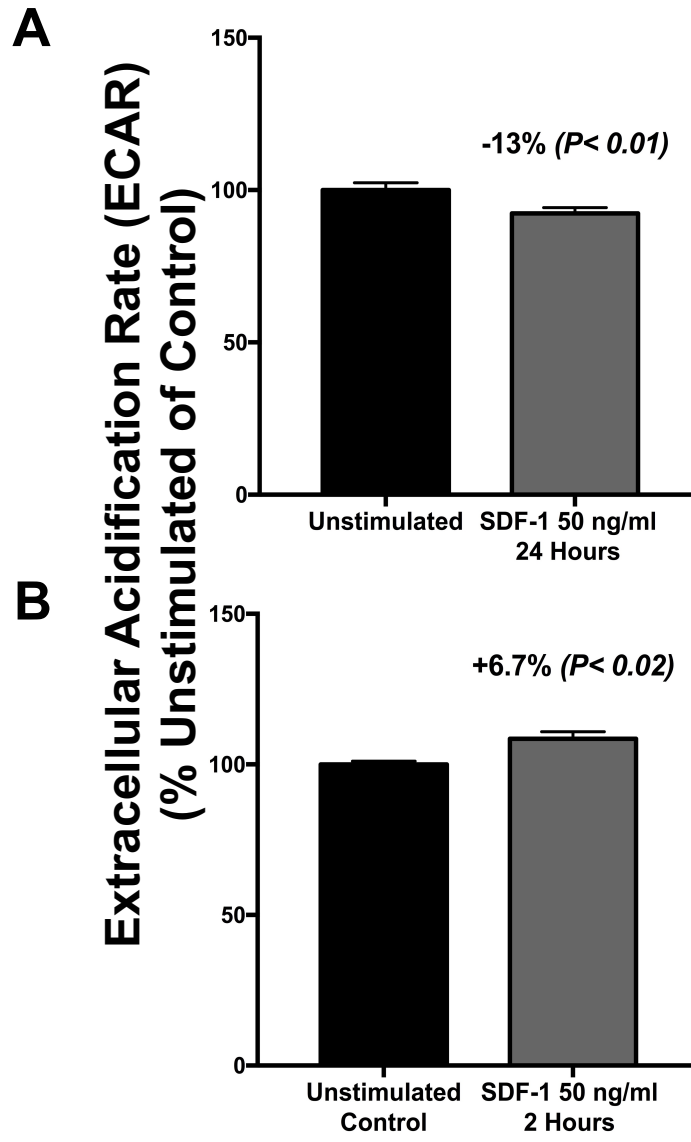 A
Extracellular Acidification Rate (ECAR)
(% Unstimulated of Control)
150
100
50
0
-13% (P< 0.01)
Unstimulated
SDF-1 50 ng/ml
24 Hours
B
150
100
50
0
+6.7% (P< 0.02)
Unstimulated
Control
SDF-1 50 ng/ml
2 Hours